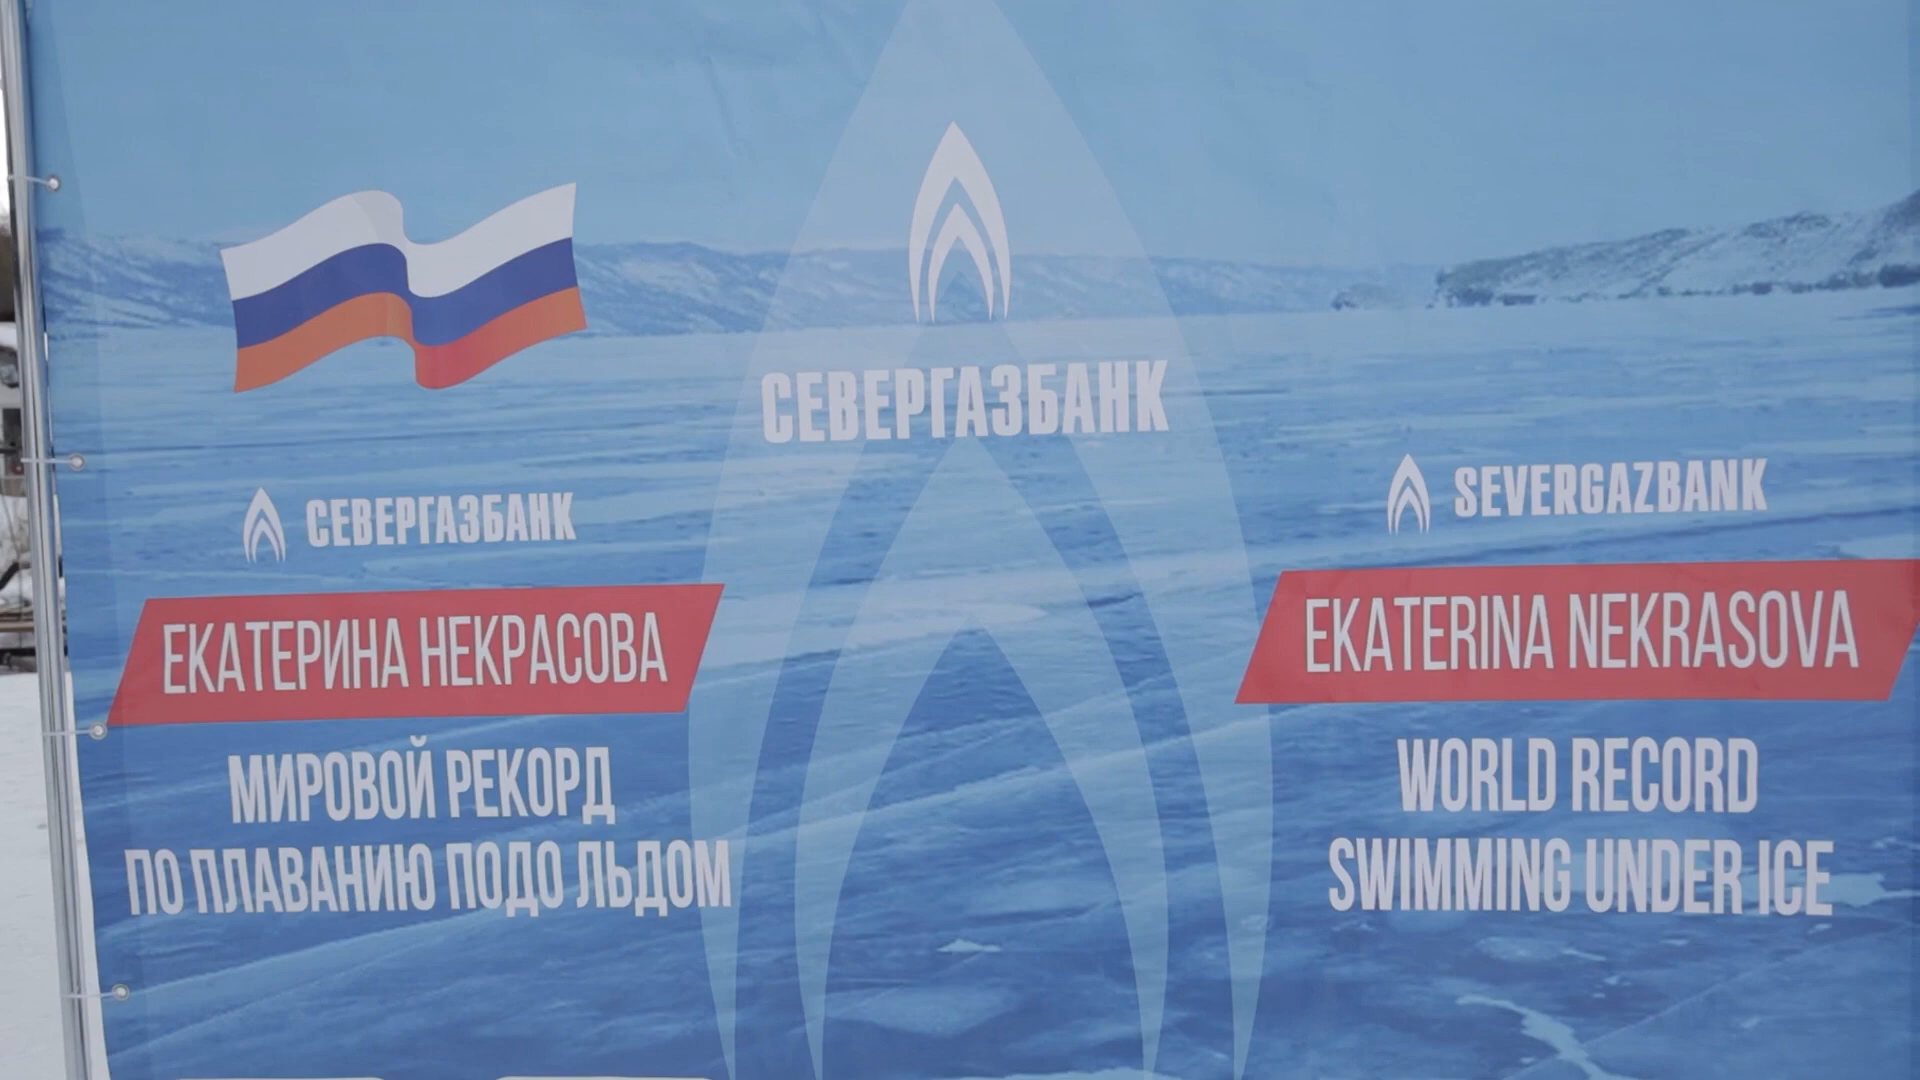 СЕВЕРГАЗБАНК
СЕВЕРГАЗБАНК
ЕКАТЕРИНА НЕКРАСОВА
МИРОВОЙ РЕКОРД
ПО ПЛАВАНИЮ ПОДО ЛЬДОМ
SEVERGAZBANK
EKATERINA NEKRASOVA
WORLD RECORD
SWIMMING UNDER ICE